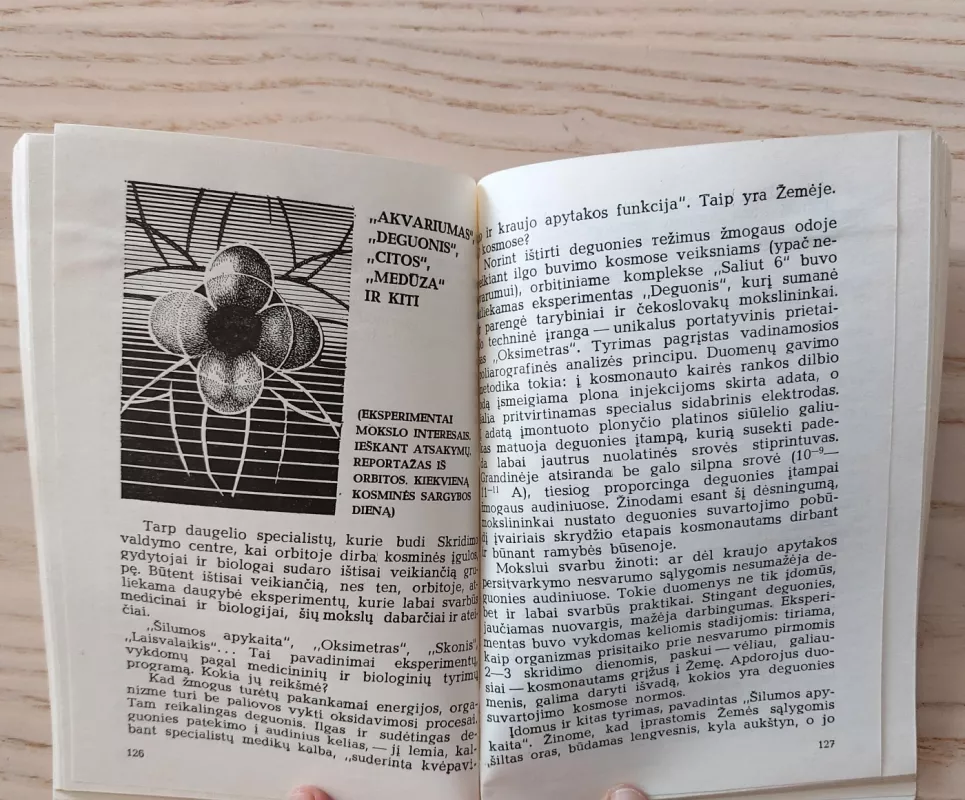 „AKVARIUMAS",
„DEGUONIS",
„CITOS",
„MEDŪZA"
IR KITI
(EKSPERIMENTAI
MOKSLO INTERESAIS.
IEŠKANT ATSAKYMŲ.
REPORTAŽAS IŠ
ORBITOS. KIEKVIENĄ
KOSMINĖS SARGYBOS
DIENĄ)
Tarp daugelio specialistų, kurie budi Skridimo
valdymo centre, kai orbitoje dirba kosminės įgulos,
gydytojai ir biologai sudaro ištisai veikiančią gru-
pę. Būtent ištisai veikiančią, nes ten, orbitoje, at-
liekama daugybė eksperimentų, kurie labai svarbūs
medicinai ir biologijai, šių mokslų dabarčiai ir atei-
čiai.
„Šilumos apykaita", „Oksimetras", „Skonis",
„Laisvalaikis"... Tai pavadinimai eksperimentų,
vykdomų pagal medicininių ir biologinių tyrimų
programą. Kokia jų reikšmė?
Kad žmogus turėtų pakankamai energijos, orga-
nizme turi be paliovos vykti oksidavimosi procesai.
Tam reikalingas deguonis. Ilgas ir sudėtingas de-
guonies patekimo į audinius kelias, — jį lemia, kal-
bant specialistų medikų kalba, „suderinta kvėpavi-
126
ir kraujo apytakos funkcija". Taip yra Žemėje.
kosmose?
Norint ištirti deguonies režimus žmogaus odoje
veikiant ilgo buvimo kosmose veiksniams (ypač ne-
svarumui), orbitiniame komplekse „Saliut 6" buvo
atliekamas eksperimentas „Deguonis", kurį sumanė
ir parengė tarybiniai ir čekoslovakų mokslininkai.
Jo techninė įranga — unikalus portatyvinis prietai-
sas „Oksimetras". Tyrimas pagrįstas vadinamosios
poliarografinės analizės principu. Duomenų gavimo
metodika tokia: į kosmonauto kairės rankos dilbio
odą įsmeigiama plona injekcijoms skirta adata, o
šalia pritvirtinamas specialus sidabrinis elektrodas.
Į adatą įmontuoto plonyčio platinos siūlelio galiu-
kas matuoja deguonies įtampą, kurią susekti pade-
da labai jautrus nuolatinės srovės stiprintuvas.
Grandinėje atsiranda be galo silpna srovė (10⁻⁹—
11⁻¹¹ A), tiesiog proporcinga deguonies įtampai
žmogaus audiniuose. Žinodami esant šį dėsningumą,
mokslininkai nustato deguonies suvartojimo pobū-
dį įvairiais skrydžio etapais kosmonautams dirbant
ir būnant ramybės būsenoje.
Mokslui svarbu žinoti: ar dėl kraujo apytakos
persitvarkymo nesvarumo sąlygomis nesumažėja de-
guonies audiniuose. Tokie duomenys ne tik įdomūs,
bet ir labai svarbūs praktikai. Stingant deguonies,
jaučiamas nuovargis, mažėja darbingumas. Eksperi-
mentas buvo vykdomas keliomis stadijomis: tiriama,
kaip organizmas prisitaiko prie nesvarumo pirmomis
2—3 skridimo dienomis, paskui — vėliau, galiau-
siai — kosmonautams grįžus į Žemę. Apdorojus duo-
menis, galima daryti išvadą, kokios yra deguonies
suvartojimo kosmose normos.
Įdomus ir kitas tyrimas, pavadintas „Šilumos apy-
kaita". Žinome, kad įprastomis Žemės sąlygomis
šiltas oras, būdamas lengvesnis, kyla aukštyn, o jo
127